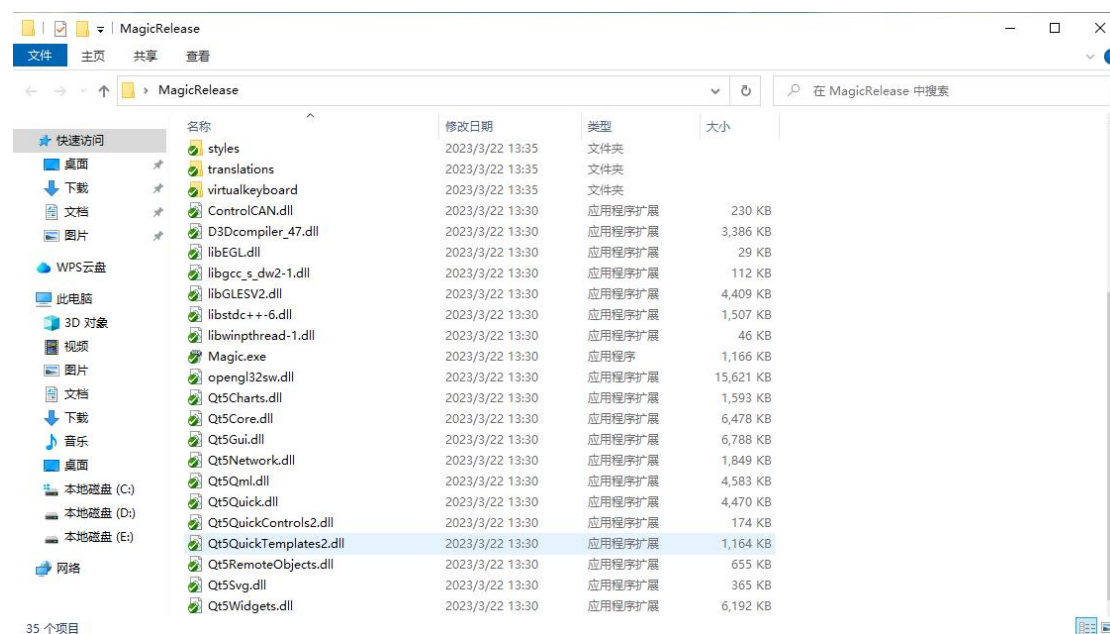 MagicRelease
文件 主页 共享 查看
MagicRelease
在 MagicRelease 中搜索
快速访问
桌面
下载
文档
图片
WPS云盘
此电脑
3D 对象
视频
图片
文档
下载
音乐
桌面
本地磁盘 (C:)
本地磁盘 (D:)
本地磁盘 (E:)
网络
名称 修改日期 类型 大小
styles 2023/3/22 13:35 文件夹
translations 2023/3/22 13:35 文件夹
virtualkeyboard 2023/3/22 13:35 文件夹
ControlCAN.dll 2023/3/22 13:30 应用程序扩展 230 KB
D3Dcompiler_47.dll 2023/3/22 13:30 应用程序扩展 3,386 KB
libEGL.dll 2023/3/22 13:30 应用程序扩展 29 KB
libgcc_s_dw2-1.dll 2023/3/22 13:30 应用程序扩展 112 KB
libGLESV2.dll 2023/3/22 13:30 应用程序扩展 4,409 KB
libstdc++-6.dll 2023/3/22 13:30 应用程序扩展 1,507 KB
libwinpthread-1.dll 2023/3/22 13:30 应用程序扩展 46 KB
Magic.exe 2023/3/22 13:30 应用程序 1,166 KB
opengl32sw.dll 2023/3/22 13:30 应用程序扩展 15,621 KB
Qt5Charts.dll 2023/3/22 13:30 应用程序扩展 1,593 KB
Qt5Core.dll 2023/3/22 13:30 应用程序扩展 6,478 KB
Qt5Gui.dll 2023/3/22 13:30 应用程序扩展 6,788 KB
Qt5Network.dll 2023/3/22 13:30 应用程序扩展 1,849 KB
Qt5Qml.dll 2023/3/22 13:30 应用程序扩展 4,583 KB
Qt5Quick.dll 2023/3/22 13:30 应用程序扩展 4,470 KB
Qt5QuickControls2.dll 2023/3/22 13:30 应用程序扩展 174 KB
Qt5QuickTemplates2.dll 2023/3/22 13:30 应用程序扩展 1,164 KB
Qt5RemoteObjects.dll 2023/3/22 13:30 应用程序扩展 655 KB
Qt5Svg.dll 2023/3/22 13:30 应用程序扩展 365 KB
Qt5Widgets.dll 2023/3/22 13:30 应用程序扩展 6,192 KB
35 个项目